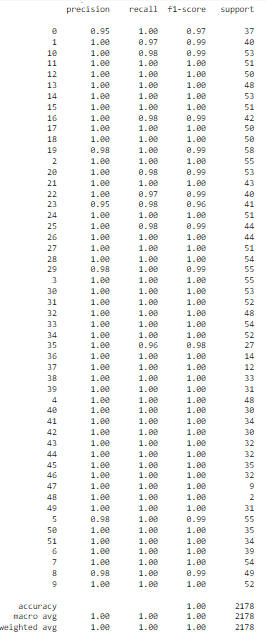 precision recall f1-score support
0 0.95 1.00 0.97 37
1 1.00 0.97 0.99 40
10 1.00 0.98 0.99 53
11 1.00 1.00 1.00 51
12 1.00 1.00 1.00 50
13 1.00 1.00 1.00 48
14 1.00 1.00 1.00 53
15 1.00 1.00 1.00 51
16 1.00 0.98 0.99 42
17 1.00 1.00 1.00 50
18 1.00 1.00 1.00 50
19 0.98 1.00 0.99 58
2 1.00 1.00 1.00 55
20 1.00 0.98 0.99 53
21 1.00 1.00 1.00 43
22 1.00 0.97 0.99 40
23 0.95 0.98 0.96 41
24 1.00 1.00 1.00 51
25 1.00 0.98 0.99 44
26 1.00 1.00 1.00 44
27 1.00 1.00 1.00 51
28 1.00 1.00 1.00 54
29 0.98 1.00 0.99 55
3 1.00 1.00 1.00 55
30 1.00 1.00 1.00 53
31 1.00 1.00 1.00 52
32 1.00 1.00 1.00 48
33 1.00 1.00 1.00 54
34 1.00 1.00 1.00 52
35 1.00 0.96 0.98 27
36 1.00 1.00 1.00 14
37 1.00 1.00 1.00 12
38 1.00 1.00 1.00 33
39 1.00 1.00 1.00 31
4 1.00 1.00 1.00 48
40 1.00 1.00 1.00 30
41 1.00 1.00 1.00 34
42 1.00 1.00 1.00 30
43 1.00 1.00 1.00 32
44 1.00 1.00 1.00 32
45 1.00 1.00 1.00 35
46 1.00 1.00 1.00 32
47 1.00 1.00 1.00 9
48 1.00 1.00 1.00 2
49 1.00 1.00 1.00 31
5 0.98 1.00 0.99 55
50 1.00 1.00 1.00 35
51 1.00 1.00 1.00 34
6 1.00 1.00 1.00 39
7 1.00 1.00 1.00 54
8 0.98 1.00 0.99 49
9 1.00 1.00 1.00 52
accuracy 1.00 2178
macro avg 1.00 1.00 1.00 2178
weighted avg 1.00 1.00 1.00 2178